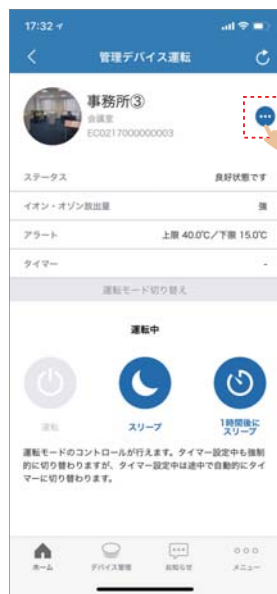 17:32
管理デバイス運転
事務所③
会議室
EC0217000000003
ステータス 良好状態です
イオン・オゾン放出量 強
アラート 上限 40.0℃／下限 15.0℃
タイマー -
運転モード切り替え
運転中
運転 スリープ 1時間後に
スリープ
運転モードのコントロールが行えます。タイマー設定中も強制
的に切り替わりますが、タイマー設定中は途中で自動的にタイ
マーに切り替わります。
ホーム デバイス管理 お知らせ メニュー